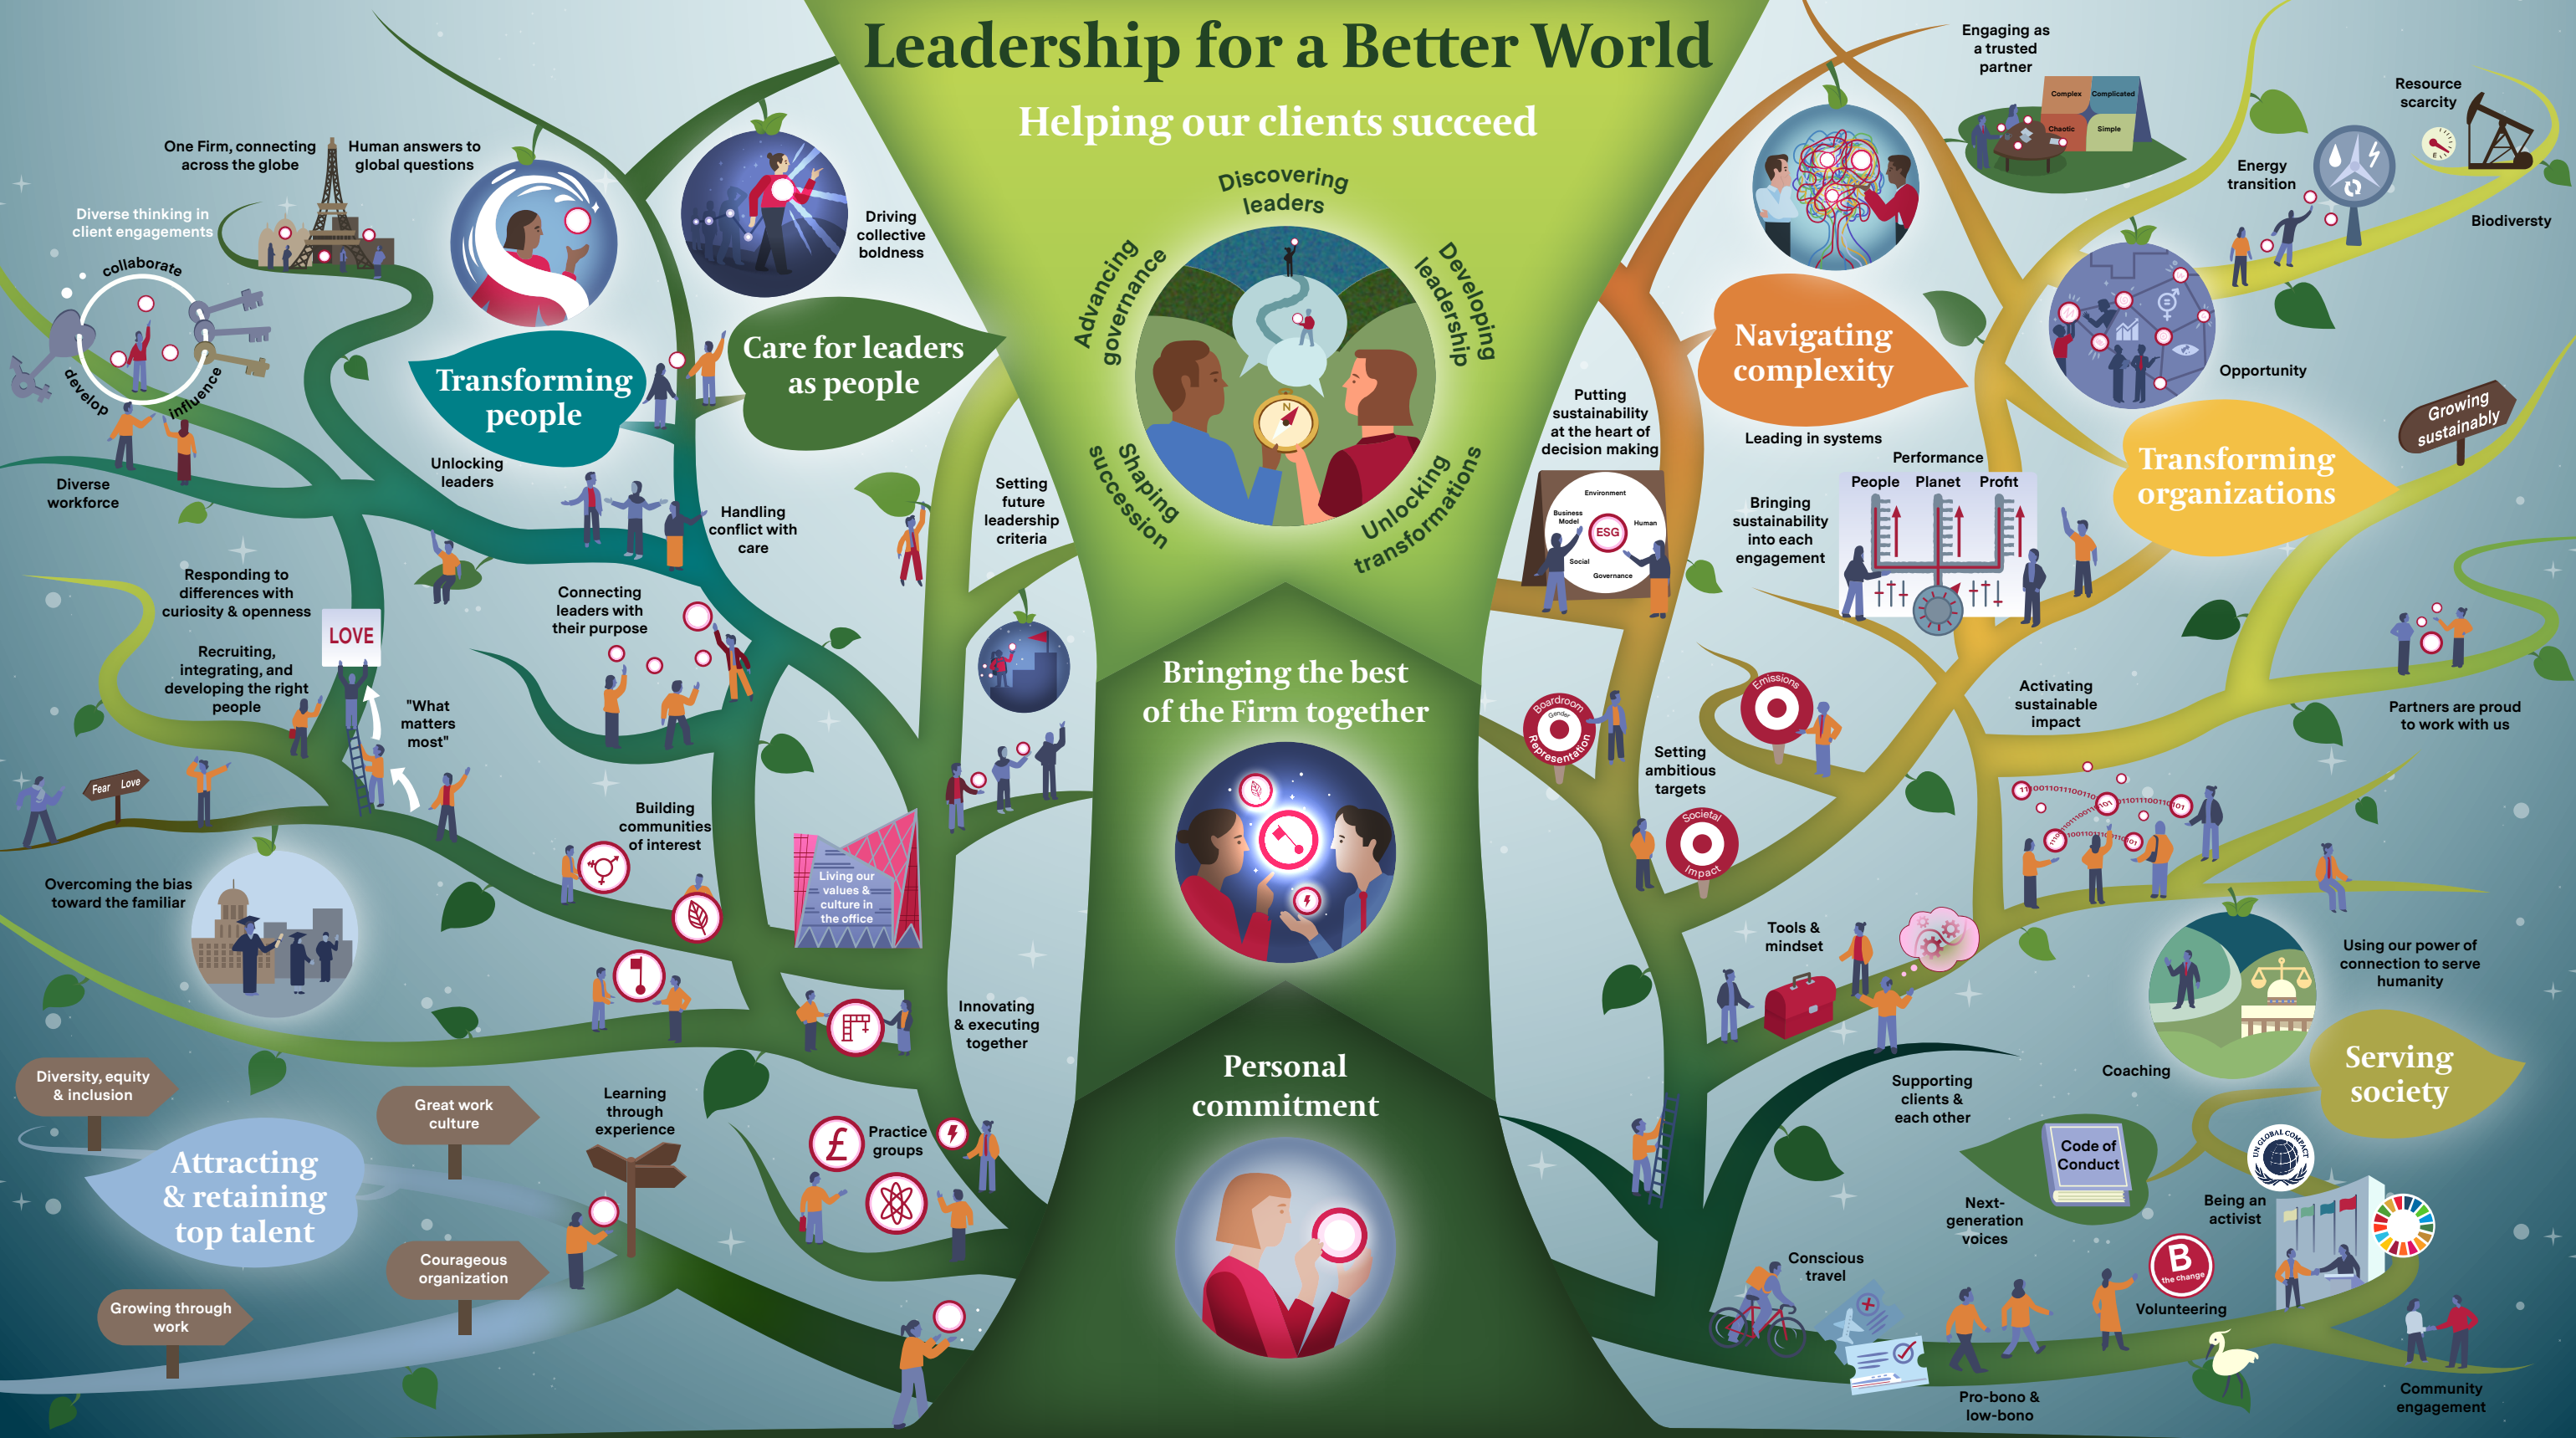 Leadership for a Better World
Helping our clients succeed
Discovering
leaders
Advancing
governance
Developing
leadership
Shaping
succession
Unlocking
transformations
N
Bringing the best
of the Firm together
Personal
commitment
One Firm, connecting
across the globe
Human answers to
global questions
Diverse thinking in
client engagements
collaborate
develop
influence
Diverse
workforce
Transforming
people
Driving
collective
boldness
Care for leaders
as people
Unlocking
leaders
Handling
conflict with
care
Setting
future
leadership
criteria
Responding to
differences with
curiosity & openness
LOVE
Recruiting,
integrating, and
developing the right
people
"What
matters
most"
Connecting
leaders with
their purpose
Fear Love
Overcoming the bias
toward the familiar
Building
communities
of interest
Living our
values &
culture in
the office
Innovating
& executing
together
Diversity, equity
& inclusion
Great work
culture
Learning
through
experience
Attracting
& retaining
top talent
Courageous
organization
Growing through
work
£
Practice
groups
Engaging as
a trusted
partner
Complex
Complicated
Chaotic
Simple
Resource
scarcity
E
Energy
transition
Biodiversty
Navigating
complexity
Opportunity
Growing
sustainably
Transforming
organizations
Putting
sustainability
at the heart of
decision making
Environment
Business
Model
Human
ESG
Social
Governance
Leading in systems
Performance
People
Planet
Profit
Bringing
sustainability
into each
engagement
Boardroom
Gender
Representation
Emissions
Setting
ambitious
targets
Societal
Impact
Activating
sustainable
impact
Partners are proud
to work with us
Tools &
mindset
Using our power of
connection to serve
humanity
Coaching
Serving
society
Supporting
clients &
each other
Code of
Conduct
UN GLOBAL COMPACT
Next-
generation
voices
Being an
activist
B
the change
Volunteering
Conscious
travel
Pro-bono &
low-bono
Community
engagement